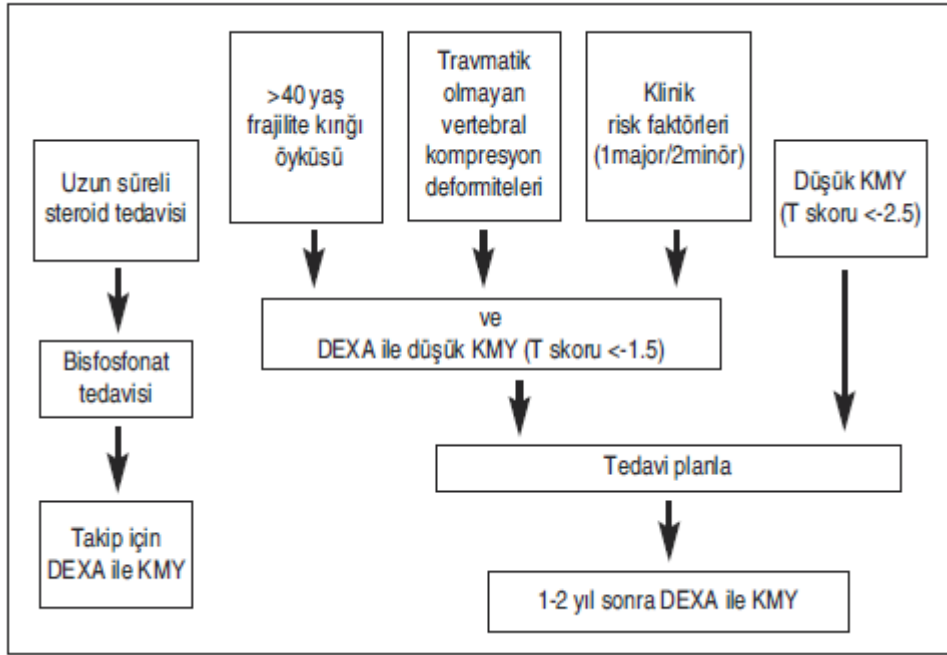 Uzun süreli
steroid tedavisi
Bisfosfonat
tedavisi
Takip için
DEXA ile KMY
>40 yaş
frajilite kırığı
öyküsü
Travmatik
olmayan
vertebral
kompresyon
deformiteleri
Klinik
risk faktörleri
(1major/2minör)
Düşük KMY
(T skoru <-2.5)
ve
DEXA ile düşük KMY (T skoru <-1.5)
Tedavi planla
1-2 yıl sonra DEXA ile KMY